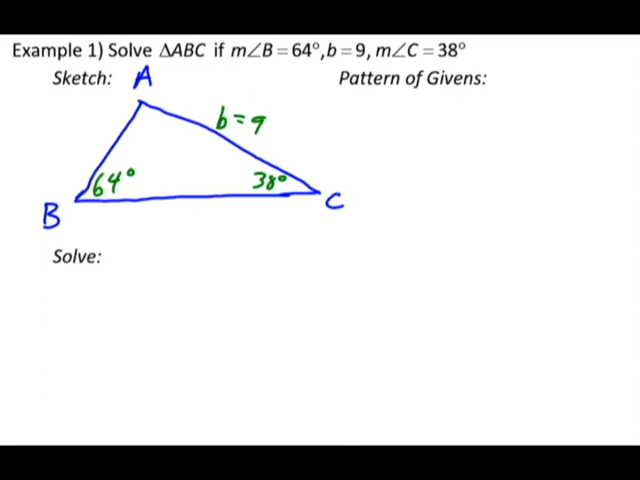 Example 1) Solve ΔABC if m∠B = 64°, b = 9, m∠C = 38°
Sketch: A Pattern of Givens:
b = 9
64° 38°
B C
Solve: